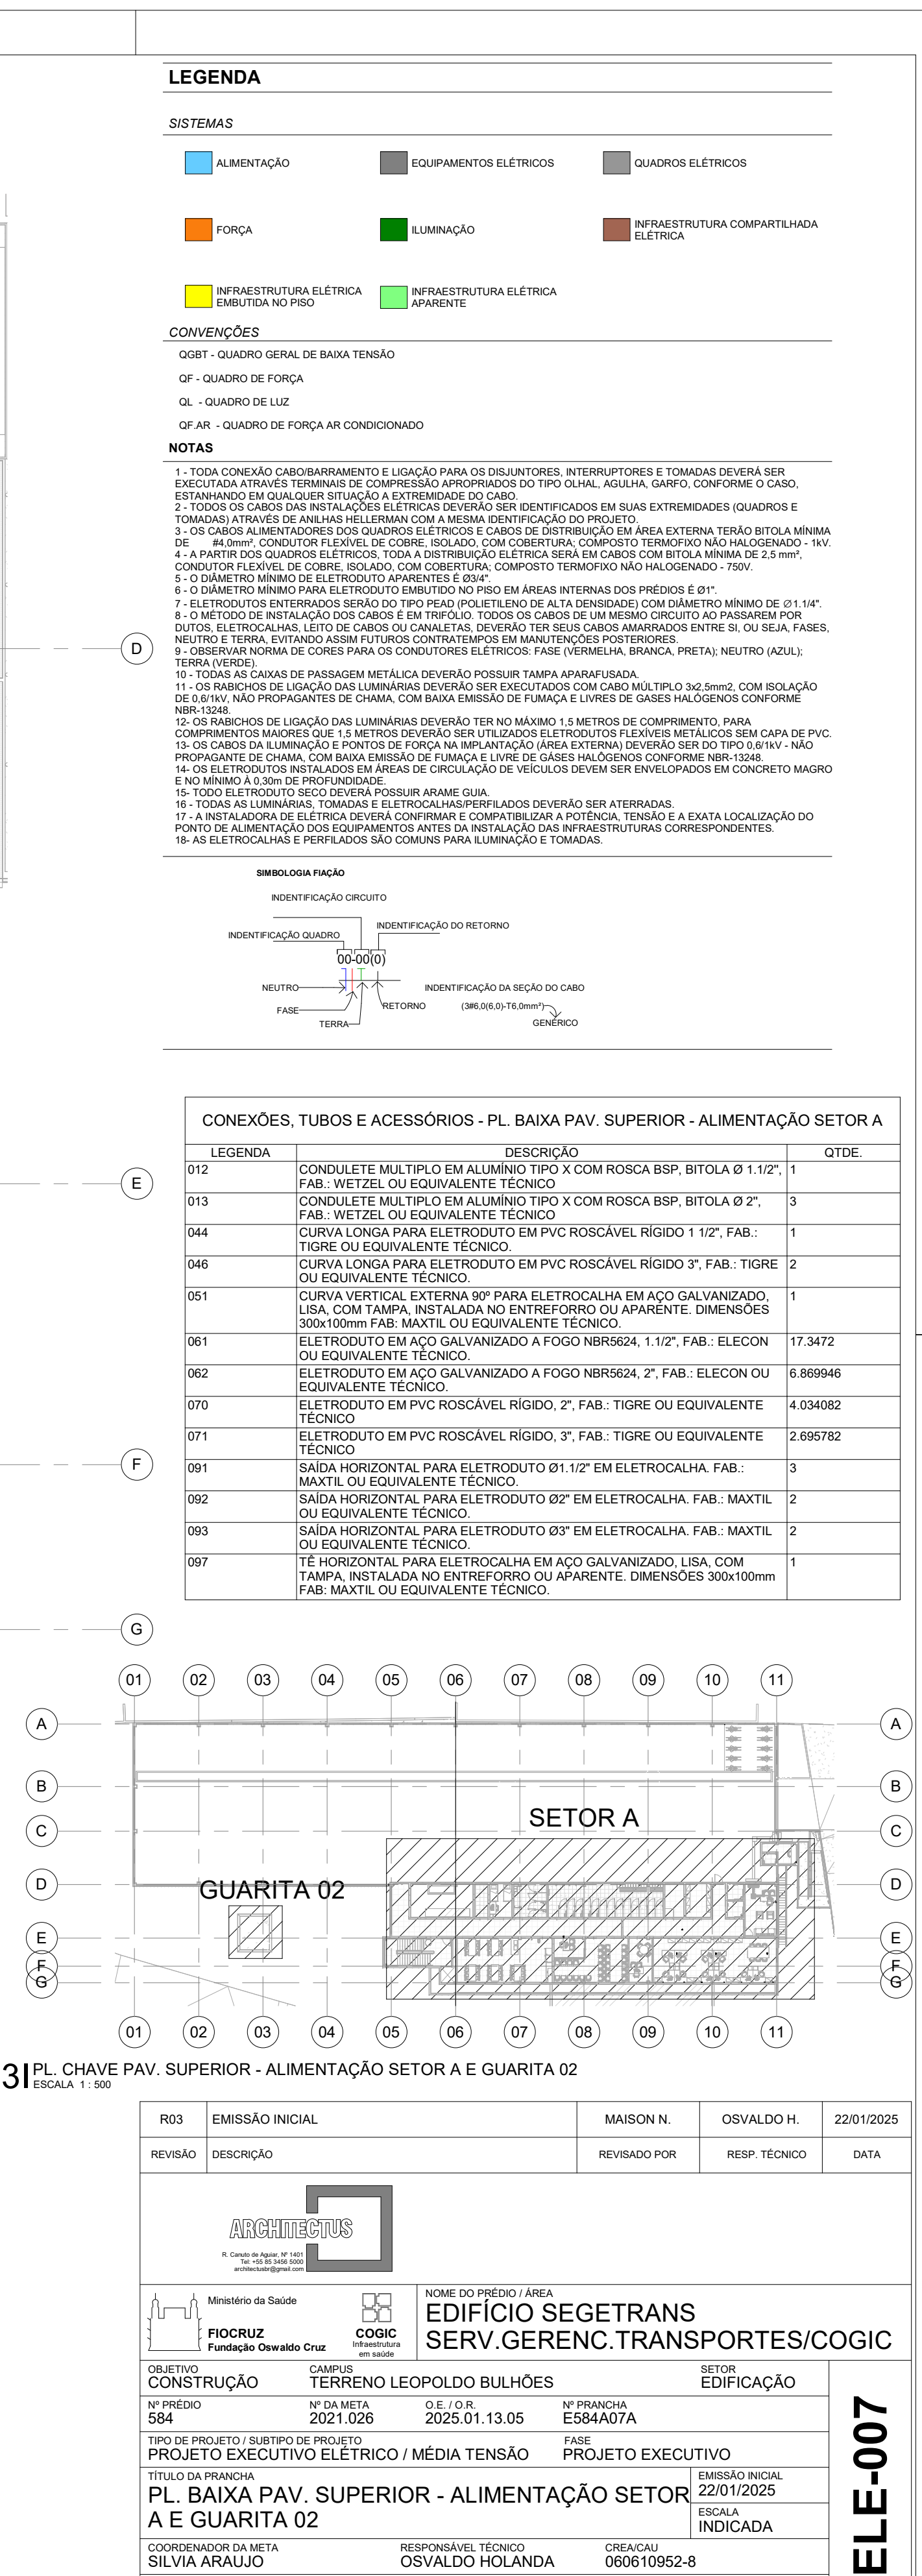 LEGENDA
SISTEMAS
ALIMENTAÇÃO
EQUIPAMENTOS ELÉTRICOS
QUADROS ELÉTRICOS
FORÇA
ILUMINAÇÃO
INFRAESTRUTURA COMPARTILHADA
ELÉTRICA
INFRAESTRUTURA ELÉTRICA
EMBUTIDA NO PISO
INFRAESTRUTURA ELÉTRICA
APARENTE
CONVENÇÕES
QGBT - QUADRO GERAL DE BAIXA TENSÃO
QF - QUADRO DE FORÇA
QL - QUADRO DE LUZ
QF.AR - QUADRO DE FORÇA AR CONDICIONADO
NOTAS
1 - TODA CONEXÃO CABO/BARRAMENTO E LIGAÇÃO PARA OS DISJUNTORES, INTERRUPTORES E TOMADAS DEVERÁ SER
EXECUTADA ATRAVÉS TERMINAIS DE COMPRESSÃO APROPRIADOS DO TIPO OLHAL, AGULHA, GARFO, CONFORME O CASO,
ESTANHANDO EM QUALQUER SITUAÇÃO A EXTREMIDADE DO CABO.
2 - TODOS OS CABOS DAS INSTALAÇÕES ELÉTRICAS DEVERÃO SER IDENTIFICADOS EM SUAS EXTREMIDADES (QUADROS E
TOMADAS) ATRAVÉS DE ANILHAS HELLERMAN COM A MESMA IDENTIFICAÇÃO DO PROJETO.
3 - OS CABOS ALIMENTADORES DOS QUADROS ELÉTRICOS E CABOS DE DISTRIBUIÇÃO EM ÁREA EXTERNA TERÃO BITOLA MÍNIMA
DE #4,0mm², CONDUTOR FLEXÍVEL DE COBRE, ISOLADO, COM COBERTURA; COMPOSTO TERMOFIXO NÃO HALOGENADO - 1kV.
4 - A PARTIR DOS QUADROS ELÉTRICOS, TODA A DISTRIBUIÇÃO ELÉTRICA SERÁ EM CABOS COM BITOLA MÍNIMA DE 2,5 mm²,
CONDUTOR FLEXÍVEL DE COBRE, ISOLADO, COM COBERTURA; COMPOSTO TERMOFIXO NÃO HALOGENADO - 750V.
5 - O DIÂMETRO MÍNIMO DE ELETRODUTO APARENTES É Ø3/4".
6 - O DIÂMETRO MÍNIMO PARA ELETRODUTO EMBUTIDO NO PISO EM ÁREAS INTERNAS DOS PRÉDIOS É Ø1".
7 - ELETRODUTOS ENTERRADOS SERÃO DO TIPO PEAD (POLIETILENO DE ALTA DENSIDADE) COM DIÂMETRO MÍNIMO DE ∅1.1/4".
8 - O MÉTODO DE INSTALAÇÃO DOS CABOS É EM TRIFÓLIO. TODOS OS CABOS DE UM MESMO CIRCUITO AO PASSAREM POR
DUTOS, ELETROCALHAS, LEITO DE CABOS OU CANALETAS, DEVERÃO TER SEUS CABOS AMARRADOS ENTRE SI, OU SEJA, FASES,
NEUTRO E TERRA, EVITANDO ASSIM FUTUROS CONTRATEMPOS EM MANUTENÇÕES POSTERIORES.
9 - OBSERVAR NORMA DE CORES PARA OS CONDUTORES ELÉTRICOS: FASE (VERMELHA, BRANCA, PRETA); NEUTRO (AZUL);
TERRA (VERDE).
10 - TODAS AS CAIXAS DE PASSAGEM METÁLICA DEVERÃO POSSUIR TAMPA APARAFUSADA.
11 - OS RABICHOS DE LIGAÇÃO DAS LUMINÁRIAS DEVERÃO SER EXECUTADOS COM CABO MÚLTIPLO 3x2,5mm2, COM ISOLAÇÃO
DE 0,6/1kV, NÃO PROPAGANTES DE CHAMA, COM BAIXA EMISSÃO DE FUMAÇA E LIVRES DE GASES HALÓGENOS CONFORME
NBR-13248.
12- OS RABICHOS DE LIGAÇÃO DAS LUMINÁRIAS DEVERÃO TER NO MÁXIMO 1,5 METROS DE COMPRIMENTO, PARA
COMPRIMENTOS MAIORES QUE 1,5 METROS DEVERÃO SER UTILIZADOS ELETRODUTOS FLEXÍVEIS METÁLICOS SEM CAPA DE PVC.
13- OS CABOS DA ILUMINAÇÃO E PONTOS DE FORÇA NA IMPLANTAÇÃO (ÁREA EXTERNA) DEVERÃO SER DO TIPO 0,6/1kV - NÃO
PROPAGANTE DE CHAMA, COM BAIXA EMISSÃO DE FUMAÇA E LIVRE DE GÁSES HALÓGENOS CONFORME NBR-13248.
14- OS ELETRODUTOS INSTALADOS EM ÁREAS DE CIRCULAÇÃO DE VEÍCULOS DEVEM SER ENVELOPADOS EM CONCRETO MAGRO
E NO MÍNIMO À 0,30m DE PROFUNDIDADE.
15- TODO ELETRODUTO SECO DEVERÁ POSSUIR ARAME GUIA.
16 - TODAS AS LUMINÁRIAS, TOMADAS E ELETROCALHAS/PERFILADOS DEVERÃO SER ATERRADAS.
17 - A INSTALADORA DE ELÉTRICA DEVERÁ CONFIRMAR E COMPATIBILIZAR A POTÊNCIA, TENSÃO E A EXATA LOCALIZAÇÃO DO
PONTO DE ALIMENTAÇÃO DOS EQUIPAMENTOS ANTES DA INSTALAÇÃO DAS INFRAESTRUTURAS CORRESPONDENTES.
18- AS ELETROCALHAS E PERFILADOS SÃO COMUNS PARA ILUMINAÇÃO E TOMADAS.
D
SIMBOLOGIA FIAÇÃO
INDENTIFICAÇÃO CIRCUITO
INDENTIFICAÇÃO DO RETORNO
INDENTIFICAÇÃO QUADRO
00-00(0)
NEUTRO
INDENTIFICAÇÃO DA SEÇÃO DO CABO
FASE
RETORNO
(3#6,0(6,0)-T6,0mm²)
TERRA
GENÉRICO
CONEXÕES, TUBOS E ACESSÓRIOS - PL. BAIXA PAV. SUPERIOR - ALIMENTAÇÃO SETOR A
LEGENDA DESCRIÇÃO QTDE.
012 CONDULETE MULTIPLO EM ALUMÍNIO TIPO X COM ROSCA BSP, BITOLA Ø 1.1/2", 1
FAB.: WETZEL OU EQUIVALENTE TÉCNICO
013 CONDULETE MULTIPLO EM ALUMÍNIO TIPO X COM ROSCA BSP, BITOLA Ø 2", 3
FAB.: WETZEL OU EQUIVALENTE TÉCNICO
E
044 CURVA LONGA PARA ELETRODUTO EM PVC ROSCÁVEL RÍGIDO 1 1/2", FAB.: 1
TIGRE OU EQUIVALENTE TÉCNICO.
046 CURVA LONGA PARA ELETRODUTO EM PVC ROSCÁVEL RÍGIDO 3", FAB.: TIGRE 2
OU EQUIVALENTE TÉCNICO.
051 CURVA VERTICAL EXTERNA 90º PARA ELETROCALHA EM AÇO GALVANIZADO, 1
LISA, COM TAMPA, INSTALADA NO ENTREFORRO OU APARENTE. DIMENSÕES
300x100mm FAB: MAXTIL OU EQUIVALENTE TÉCNICO.
061 ELETRODUTO EM AÇO GALVANIZADO A FOGO NBR5624, 1.1/2", FAB.: ELECON 17.3472
OU EQUIVALENTE TÉCNICO.
062 ELETRODUTO EM AÇO GALVANIZADO A FOGO NBR5624, 2", FAB.: ELECON OU 6.869946
EQUIVALENTE TÉCNICO.
070 ELETRODUTO EM PVC ROSCÁVEL RÍGIDO, 2", FAB.: TIGRE OU EQUIVALENTE 4.034082
TÉCNICO
071 ELETRODUTO EM PVC ROSCÁVEL RÍGIDO, 3", FAB.: TIGRE OU EQUIVALENTE 2.695782
TÉCNICO
F
091 SAÍDA HORIZONTAL PARA ELETRODUTO Ø1.1/2" EM ELETROCALHA. FAB.: 3
MAXTIL OU EQUIVALENTE TÉCNICO.
092 SAÍDA HORIZONTAL PARA ELETRODUTO Ø2" EM ELETROCALHA. FAB.: MAXTIL 2
OU EQUIVALENTE TÉCNICO.
093 SAÍDA HORIZONTAL PARA ELETRODUTO Ø3" EM ELETROCALHA. FAB.: MAXTIL 2
OU EQUIVALENTE TÉCNICO.
097 TÊ HORIZONTAL PARA ELETROCALHA EM AÇO GALVANIZADO, LISA, COM 1
TAMPA, INSTALADA NO ENTREFORRO OU APARENTE. DIMENSÕES 300x100mm
FAB: MAXTIL OU EQUIVALENTE TÉCNICO.
G
01 02 03 04 05 06 07 08 09 10 11
A A
B B
SETOR A
C C
D D
GUARITA 02
E E
F F
G G
01 02 03 04 05 06 07 08 09 10 11
3 PL. CHAVE PAV. SUPERIOR - ALIMENTAÇÃO SETOR A E GUARITA 02
ESCALA 1 : 500
R03 EMISSÃO INICIAL MAISON N. OSVALDO H. 22/01/2025
REVISÃO DESCRIÇÃO REVISADO POR RESP. TÉCNICO DATA
ARCHITECTUS
R. Canuto de Aguiar, Nº 1401
Tel: +55 85 3456 5000
architectusbr@gmail.com
Ministério da Saúde
FIOCRUZ
Fundação Oswaldo Cruz
COGIC
Infraestrutura
em saúde
NOME DO PRÉDIO / ÁREA
EDIFÍCIO SEGETRANS
SERV.GERENC.TRANSPORTES/COGIC
OBJETIVO CAMPUS SETOR
CONSTRUÇÃO TERRENO LEOPOLDO BULHÕES EDIFICAÇÃO
Nº PRÉDIO Nº DA META O.E. / O.R. Nº PRANCHA
584 2021.026 2025.01.13.05 E584A07A
TIPO DE PROJETO / SUBTIPO DE PROJETO FASE
PROJETO EXECUTIVO ELÉTRICO / MÉDIA TENSÃO PROJETO EXECUTIVO
TÍTULO DA PRANCHA
PL. BAIXA PAV. SUPERIOR - ALIMENTAÇÃO SETOR
A E GUARITA 02
EMISSÃO INICIAL
22/01/2025
ESCALA
INDICADA
COORDENADOR DA META RESPONSÁVEL TÉCNICO CREA/CAU
SILVIA ARAUJO OSVALDO HOLANDA 060610952-8
ELE-007